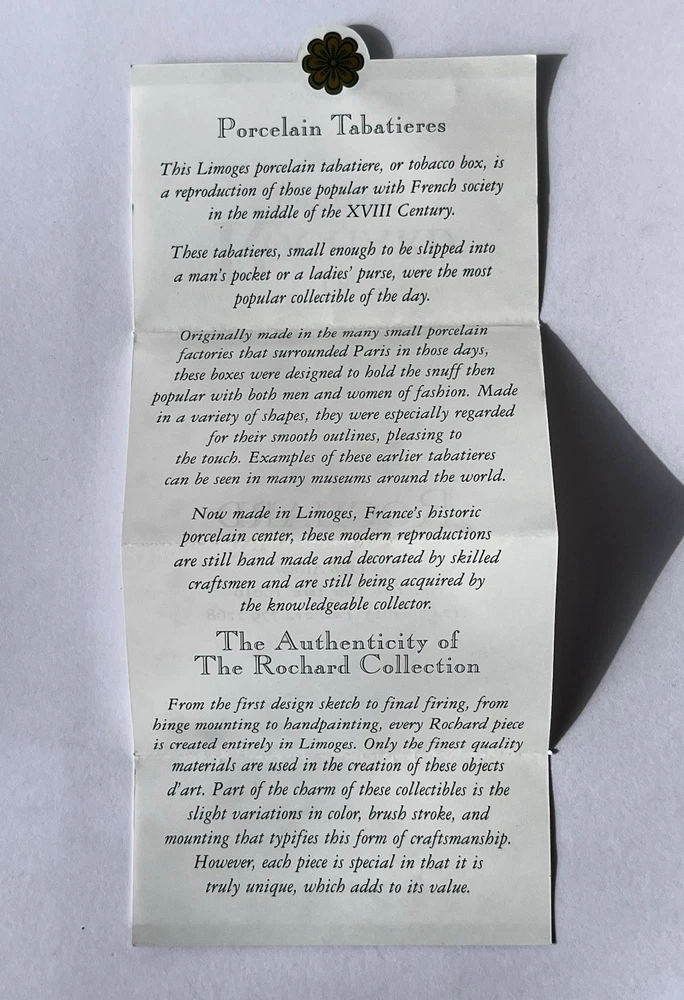 Porcelain Tabatieres
This Limoges porcelain tabatiere, or tobacco box, is
a reproduction of those popular with French society
in the middle of the XVIII Century.
These tabatieres, small enough to be slipped into
a man's pocket or a ladies' purse, were the most
popular collectible of the day.
Originally made in the many small porcelain
factories that surrounded Paris in those days,
these boxes were designed to hold the snuff then
popular with both men and women of fashion. Made
in a variety of shapes, they were especially regarded
for their smooth outlines, pleasing to
the touch. Examples of these earlier tabatieres
can be seen in many museums around the world.
Now made in Limoges, France's historic
porcelain center, these modern reproductions
are still hand made and decorated by skilled
craftsmen and are still being acquired by
the knowledgeable collector.
The Authenticity of
The Rochard Collection
From the first design sketch to final firing, from
hinge mounting to handpainting, every Rochard piece
is created entirely in Limoges. Only the finest quality
materials are used in the creation of these objects
d'art. Part of the charm of these collectibles is the
slight variations in color, brush stroke, and
mounting that typifies this form of craftsmanship.
However, each piece is special in that it is
truly unique, which adds to its value.